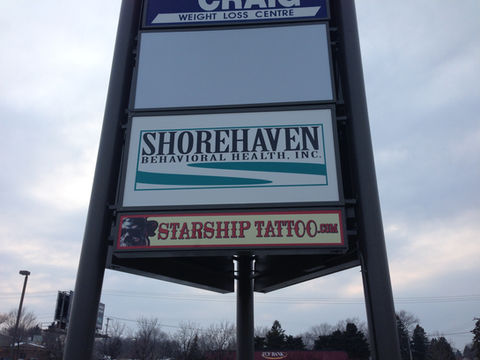 CRAIG
WEIGHT LOSS CENTRE
SHOREHAVEN
BEHAVIORAL HEALTH, INC.
STARSHIP TATTOO.COM